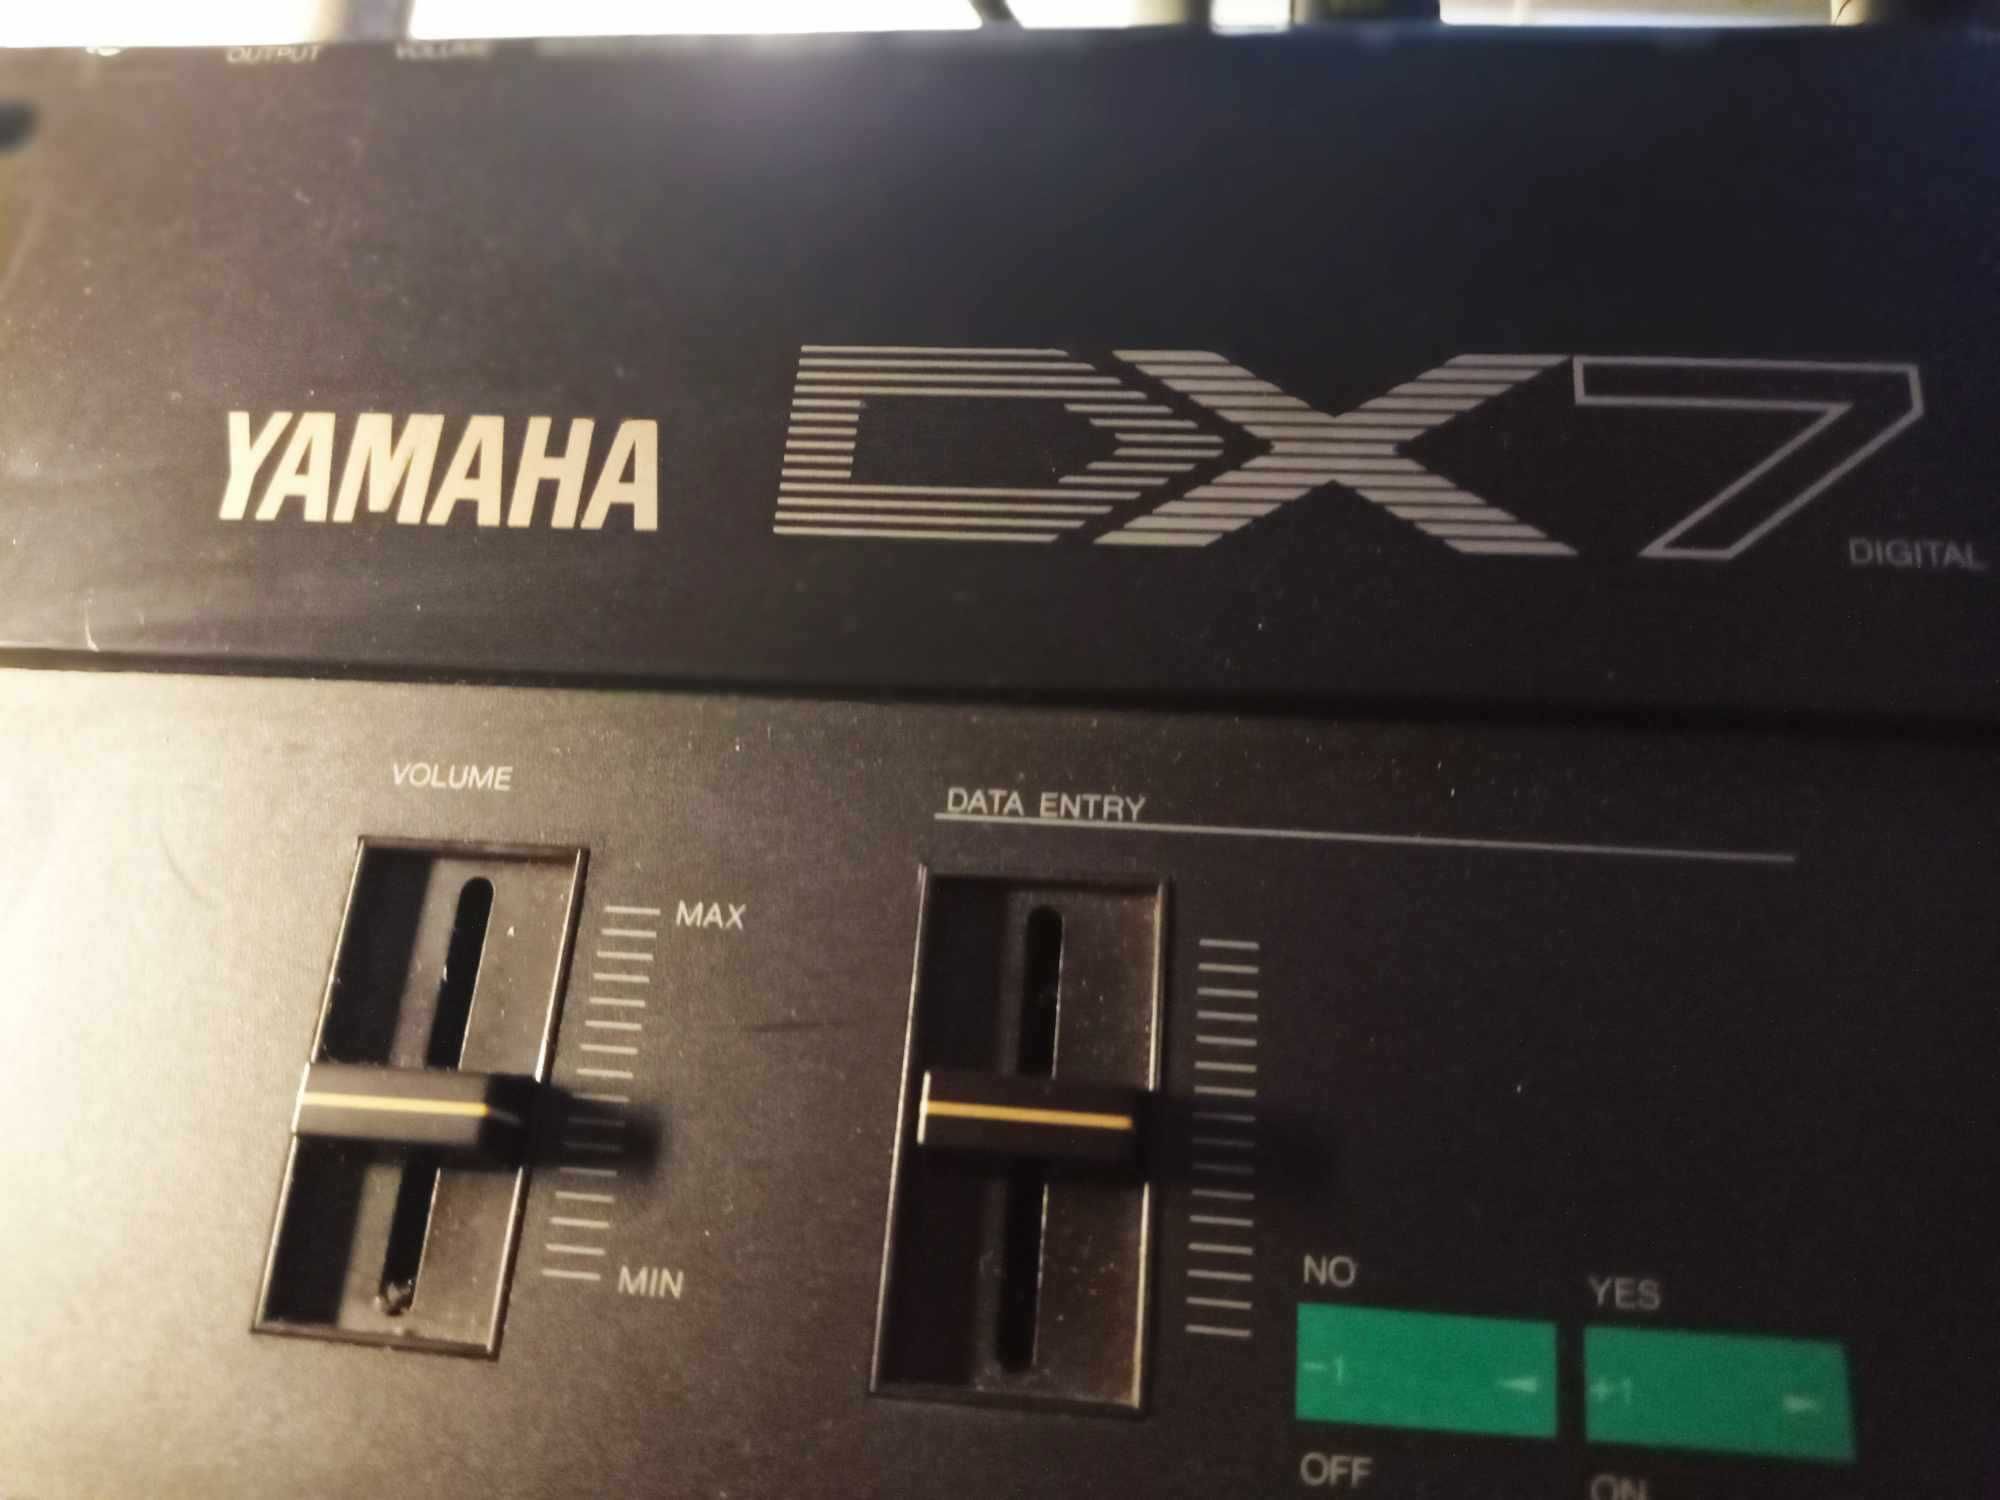 OUTPUT VOLUME
YAMAHA DX7
DIGITAL
VOLUME
DATA ENTRY
MAX
MIN
NO YES
-1 +1
OFF ON